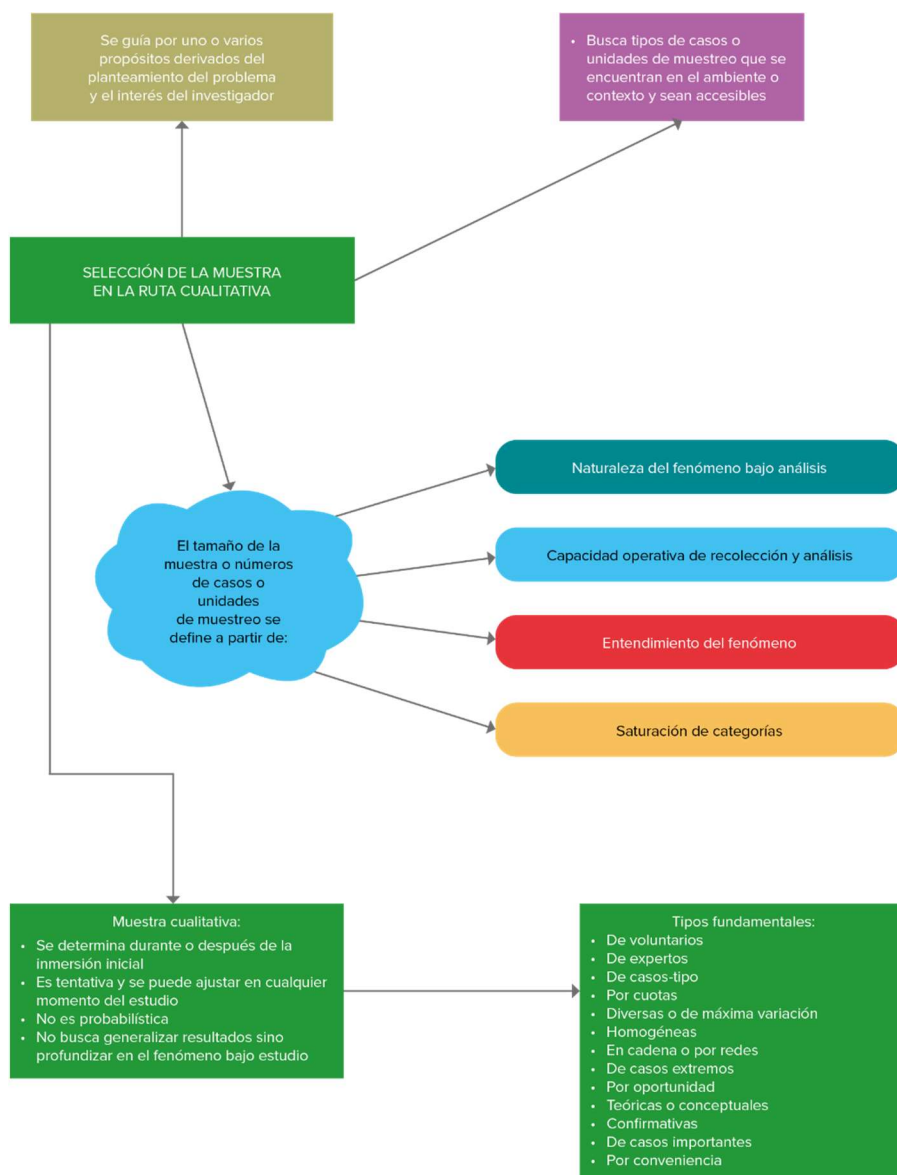 Se guía por uno o varios
propósitos derivados del
planteamiento del problema
y el interés del investigador
• Busca tipos de casos o
unidades de muestreo que se
encuentran en el ambiente o
contexto y sean accesibles
SELECCIÓN DE LA MUESTRA
EN LA RUTA CUALITATIVA
El tamaño de la
muestra o números
de casos o
unidades
de muestreo se
define a partir de:
Naturaleza del fenómeno bajo análisis
Capacidad operativa de recolección y análisis
Entendimiento del fenómeno
Saturación de categorías
Muestra cualitativa:
• Se determina durante o después de la
inmersión inicial
• Es tentativa y se puede ajustar en cualquier
momento del estudio
• No es probabilística
• No busca generalizar resultados sino
profundizar en el fenómeno bajo estudio
Tipos fundamentales:
• De voluntarios
• De expertos
• De casos-tipo
• Por cuotas
• Diversas o de máxima variación
• Homogéneas
• En cadena o por redes
• De casos extremos
• Por oportunidad
• Teóricas o conceptuales
• Confirmativas
• De casos importantes
• Por conveniencia